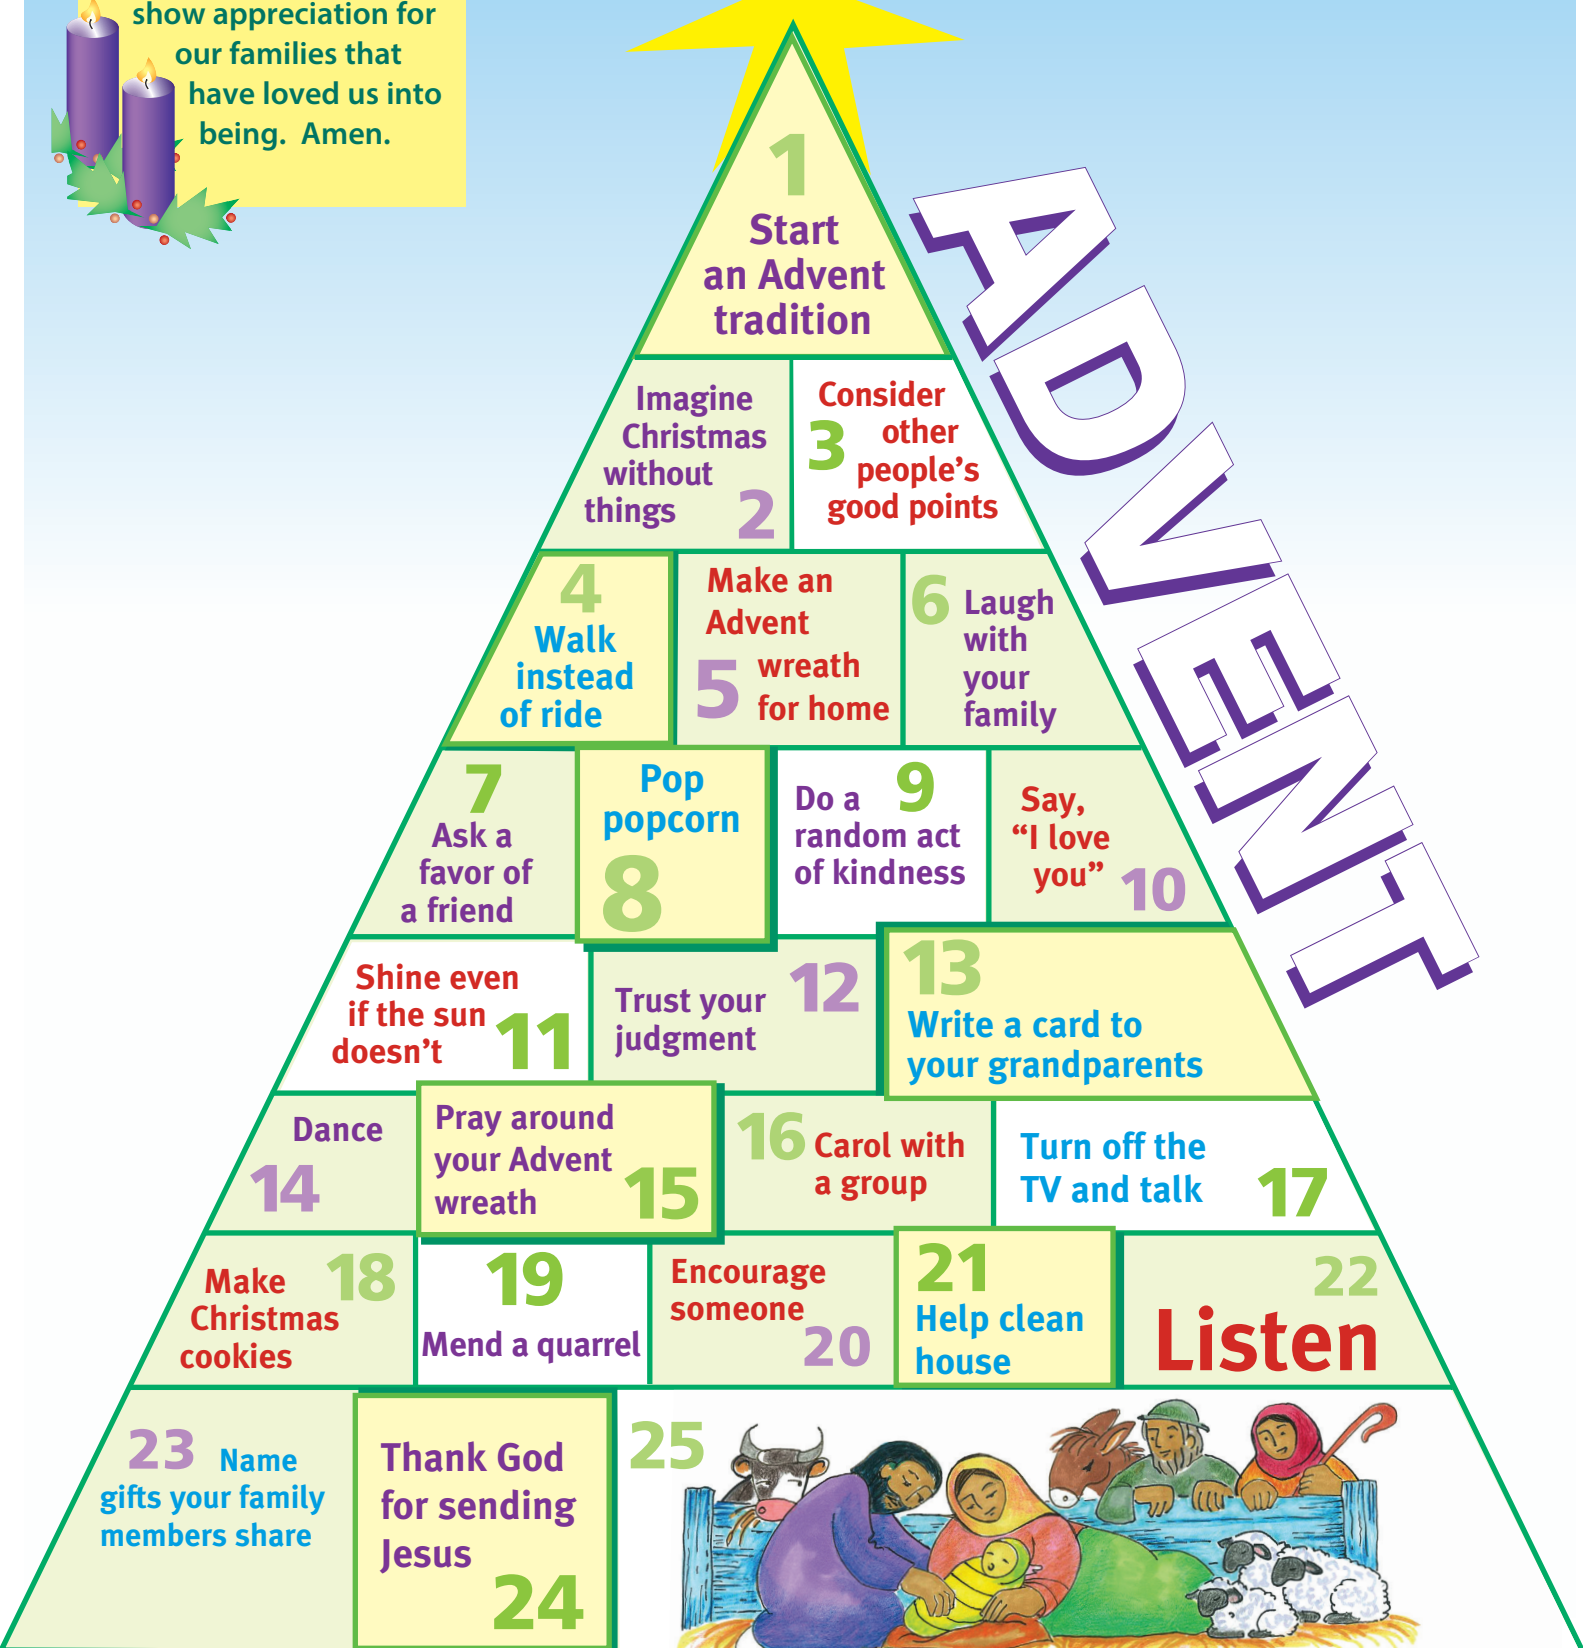 show appreciation for
our families that
have loved us into
being. Amen.
ADVENT
1
Start
an Advent
tradition
Imagine
Christmas
without
things
2
Consider
3 other
people's
good points
4
Walk
instead
of ride
Make an
Advent
5 wreath
for home
6 Laugh
with
your
family
7
Ask a
favor of
a friend
Pop
popcorn
8
Do a 9
random act
of kindness
Say,
“I love
you” 10
Shine even
if the sun
doesn't 11
12
Trust your
judgment
13
Write a card to
your grandparents
Dance
14
Pray around
your Advent
wreath 15
16 Carol with
a group
Turn off the
TV and talk 17
Make 18
Christmas
cookies
19
Mend a quarrel
Encourage
someone
20
21
Help clean
house
22
Listen
23 Name
gifts your family
members share
Thank God
for sending
Jesus
24
25